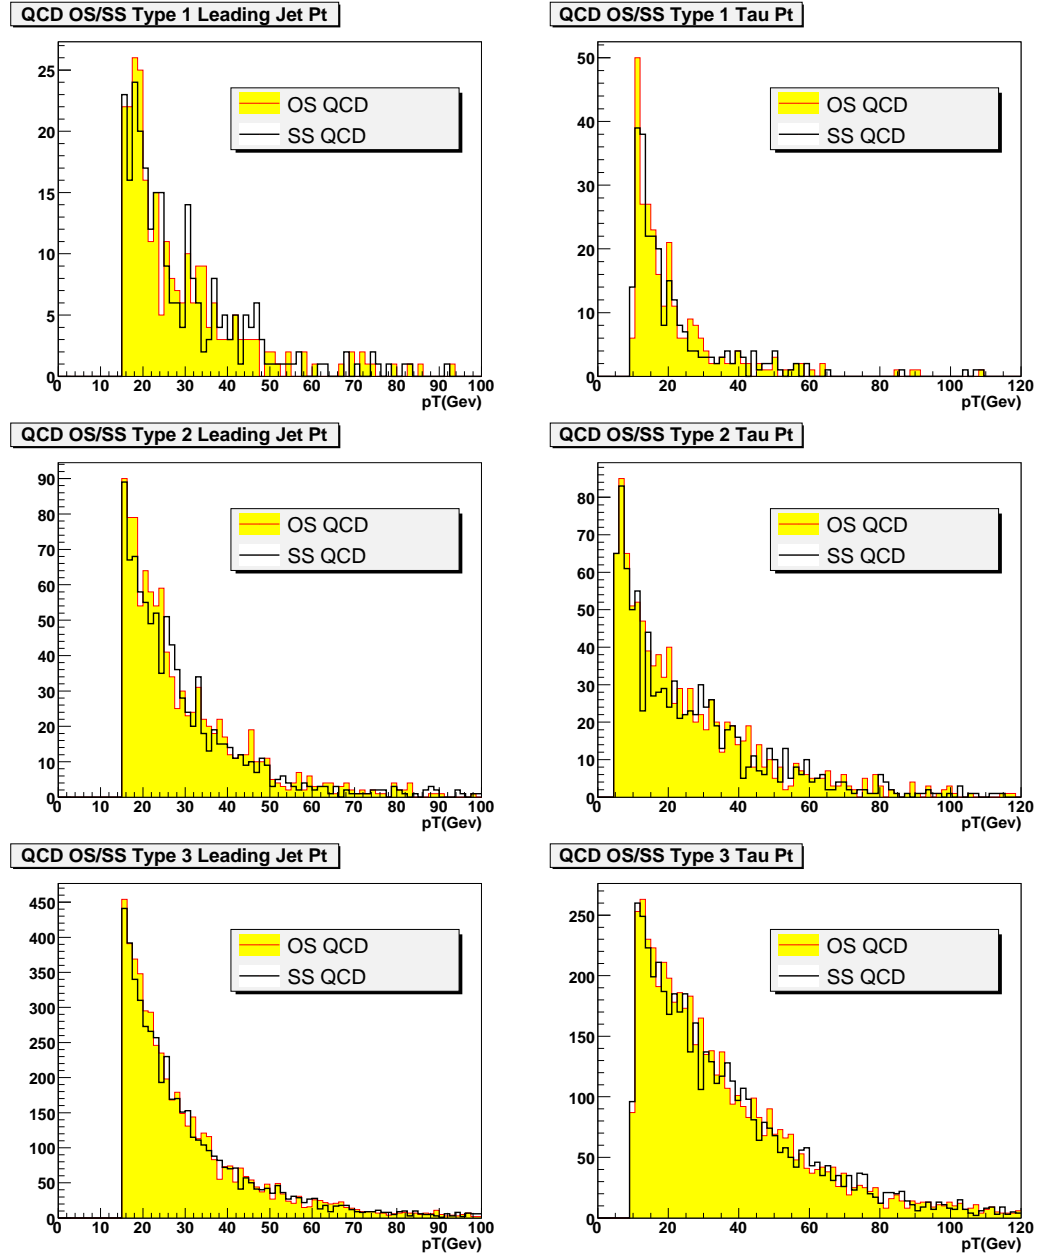 QCD OS/SS Type 1 Leading Jet Pt
25
20
15
10
5
0
OS QCD
SS QCD
0 10 20 30 40 50 60 70 80 90 100
pT(Gev)
QCD OS/SS Type 1 Tau Pt
50
40
30
20
10
0
OS QCD
SS QCD
0 20 40 60 80 100 120
pT(Gev)
QCD OS/SS Type 2 Leading Jet Pt
90
80
70
60
50
40
30
20
10
0
OS QCD
SS QCD
0 10 20 30 40 50 60 70 80 90 100
pT(Gev)
QCD OS/SS Type 2 Tau Pt
80
70
60
50
40
30
20
10
0
OS QCD
SS QCD
0 20 40 60 80 100 120
pT(Gev)
QCD OS/SS Type 3 Leading Jet Pt
450
400
350
300
250
200
150
100
50
0
OS QCD
SS QCD
0 10 20 30 40 50 60 70 80 90 100
pT(Gev)
QCD OS/SS Type 3 Tau Pt
250
200
150
100
50
0
OS QCD
SS QCD
0 20 40 60 80 100 120
pT(Gev)